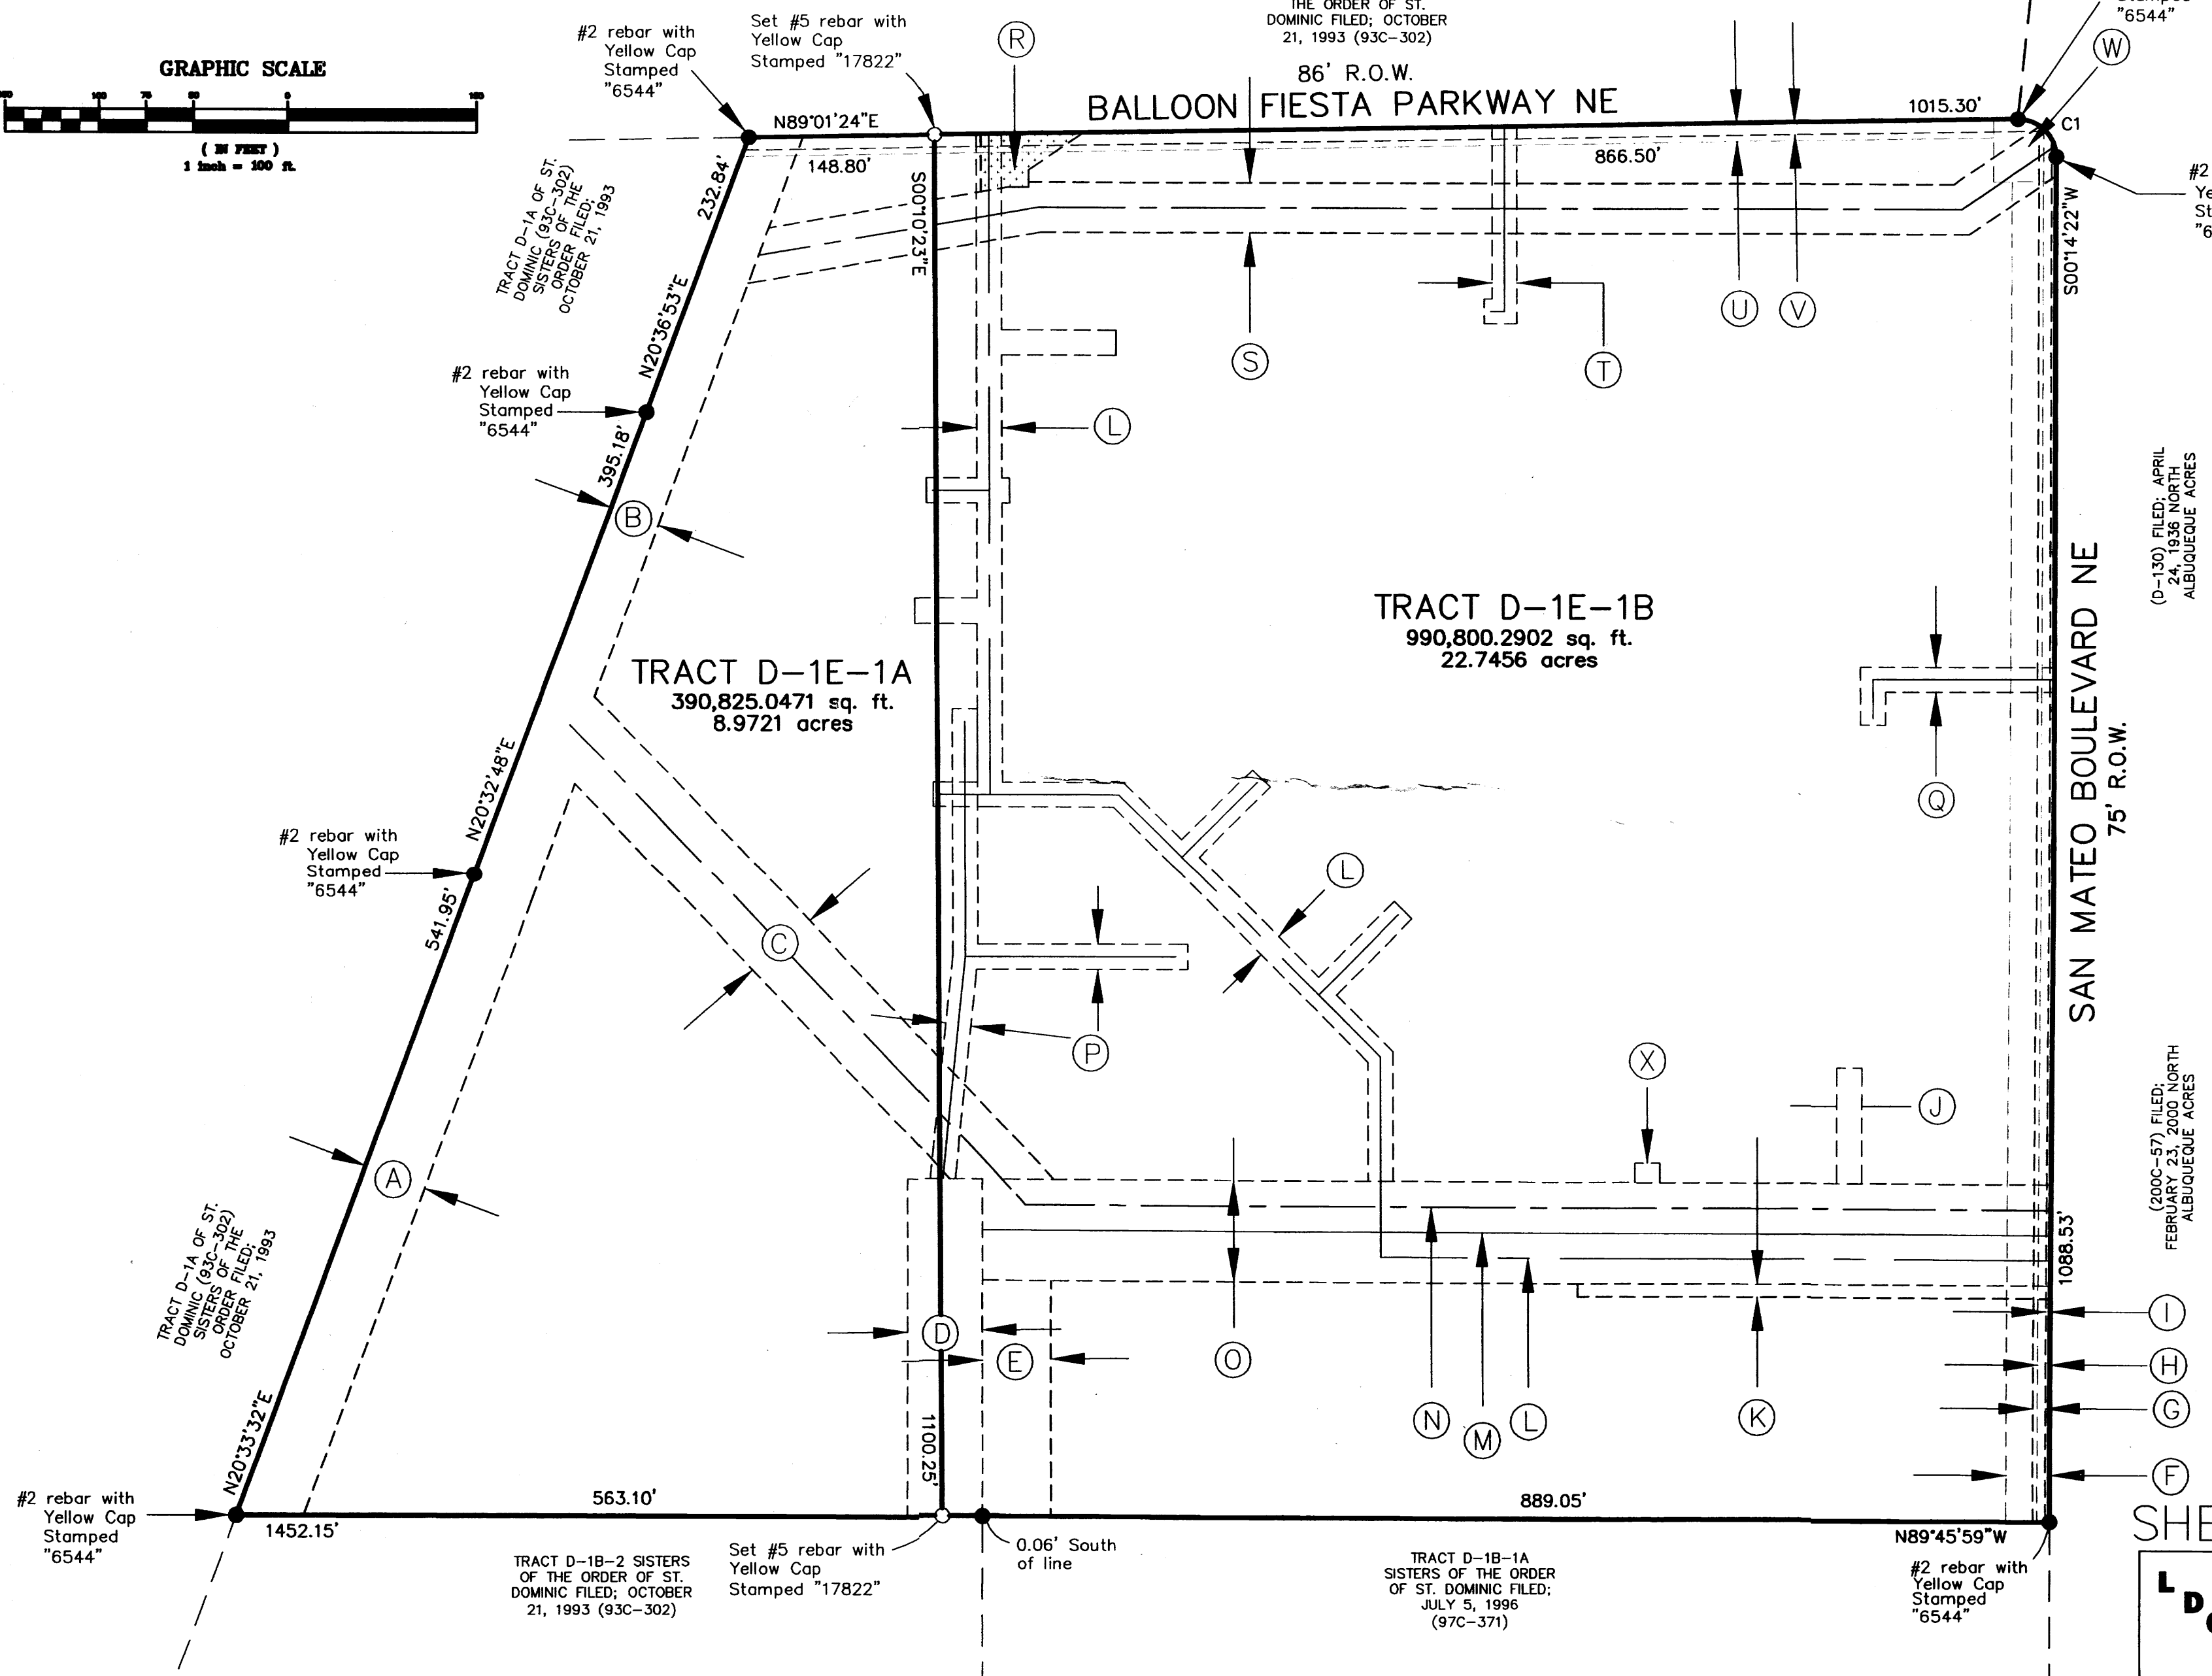 THE ORDER OF ST.
DOMINIC FILED; OCTOBER
21, 1993 (93C-302)
"6544"
#2 rebar with
Yellow Cap
Stamped
"6544"
Set #5 rebar with
Yellow Cap
Stamped "17822"
R
W
GRAPHIC SCALE
100 75 50 0 150
( IN FEET )
1 inch = 100 ft.
86' R.O.W.
BALLOON FIESTA PARKWAY NE
N89°01'24"E
1015.30'
C1
148.80'
866.50'
232.84'
S00°10'23"E
S00°14'22"W
#2
TRACT D-1A OF ST.
DOMINIC (93C-302)
SISTERS OF THE
ORDER FILED;
OCTOBER 21, 1993
N20°36'53"E
S
T
U
V
#2 rebar with
Yellow Cap
Stamped
"6544"
395.18'
L
B
(D-130) FILED; APRIL
24, 1936 NORTH
ALBUQUEQUE ACRES
TRACT D-1E-1A
390,825.0471 sq. ft.
8.9721 acres
TRACT D-1E-1B
990,800.2902 sq. ft.
22.7456 acres
Q
SAN MATEO BOULEVARD NE
75' R.O.W.
N20°32'48"E
#2 rebar with
Yellow Cap
Stamped
"6544"
541.95'
C
L
P
X
J
(200C-57) FILED;
FEBRUARY 23, 2000 NORTH
ALBUQUEQUE ACRES
A
1088.53'
TRACT D-1A OF ST.
DOMINIC (93C-302)
SISTERS OF THE
ORDER FILED;
OCTOBER 21, 1993
D
E
O
N
M
L
K
I
H
G
F
N20°33'32"E
1100.25'
#2 rebar with
Yellow Cap
Stamped
"6544"
1452.15'
563.10'
889.05'
N89°45'59"W
Set #5 rebar with
Yellow Cap
Stamped "17822"
0.06' South
of line
TRACT D-1B-2 SISTERS
OF THE ORDER OF ST.
DOMINIC FILED; OCTOBER
21, 1993 (93C-302)
TRACT D-1B-1A
SISTERS OF THE ORDER
OF ST. DOMINIC FILED;
JULY 5, 1996
(97C-371)
#2 rebar with
Yellow Cap
Stamped
"6544"
SHE
L
D